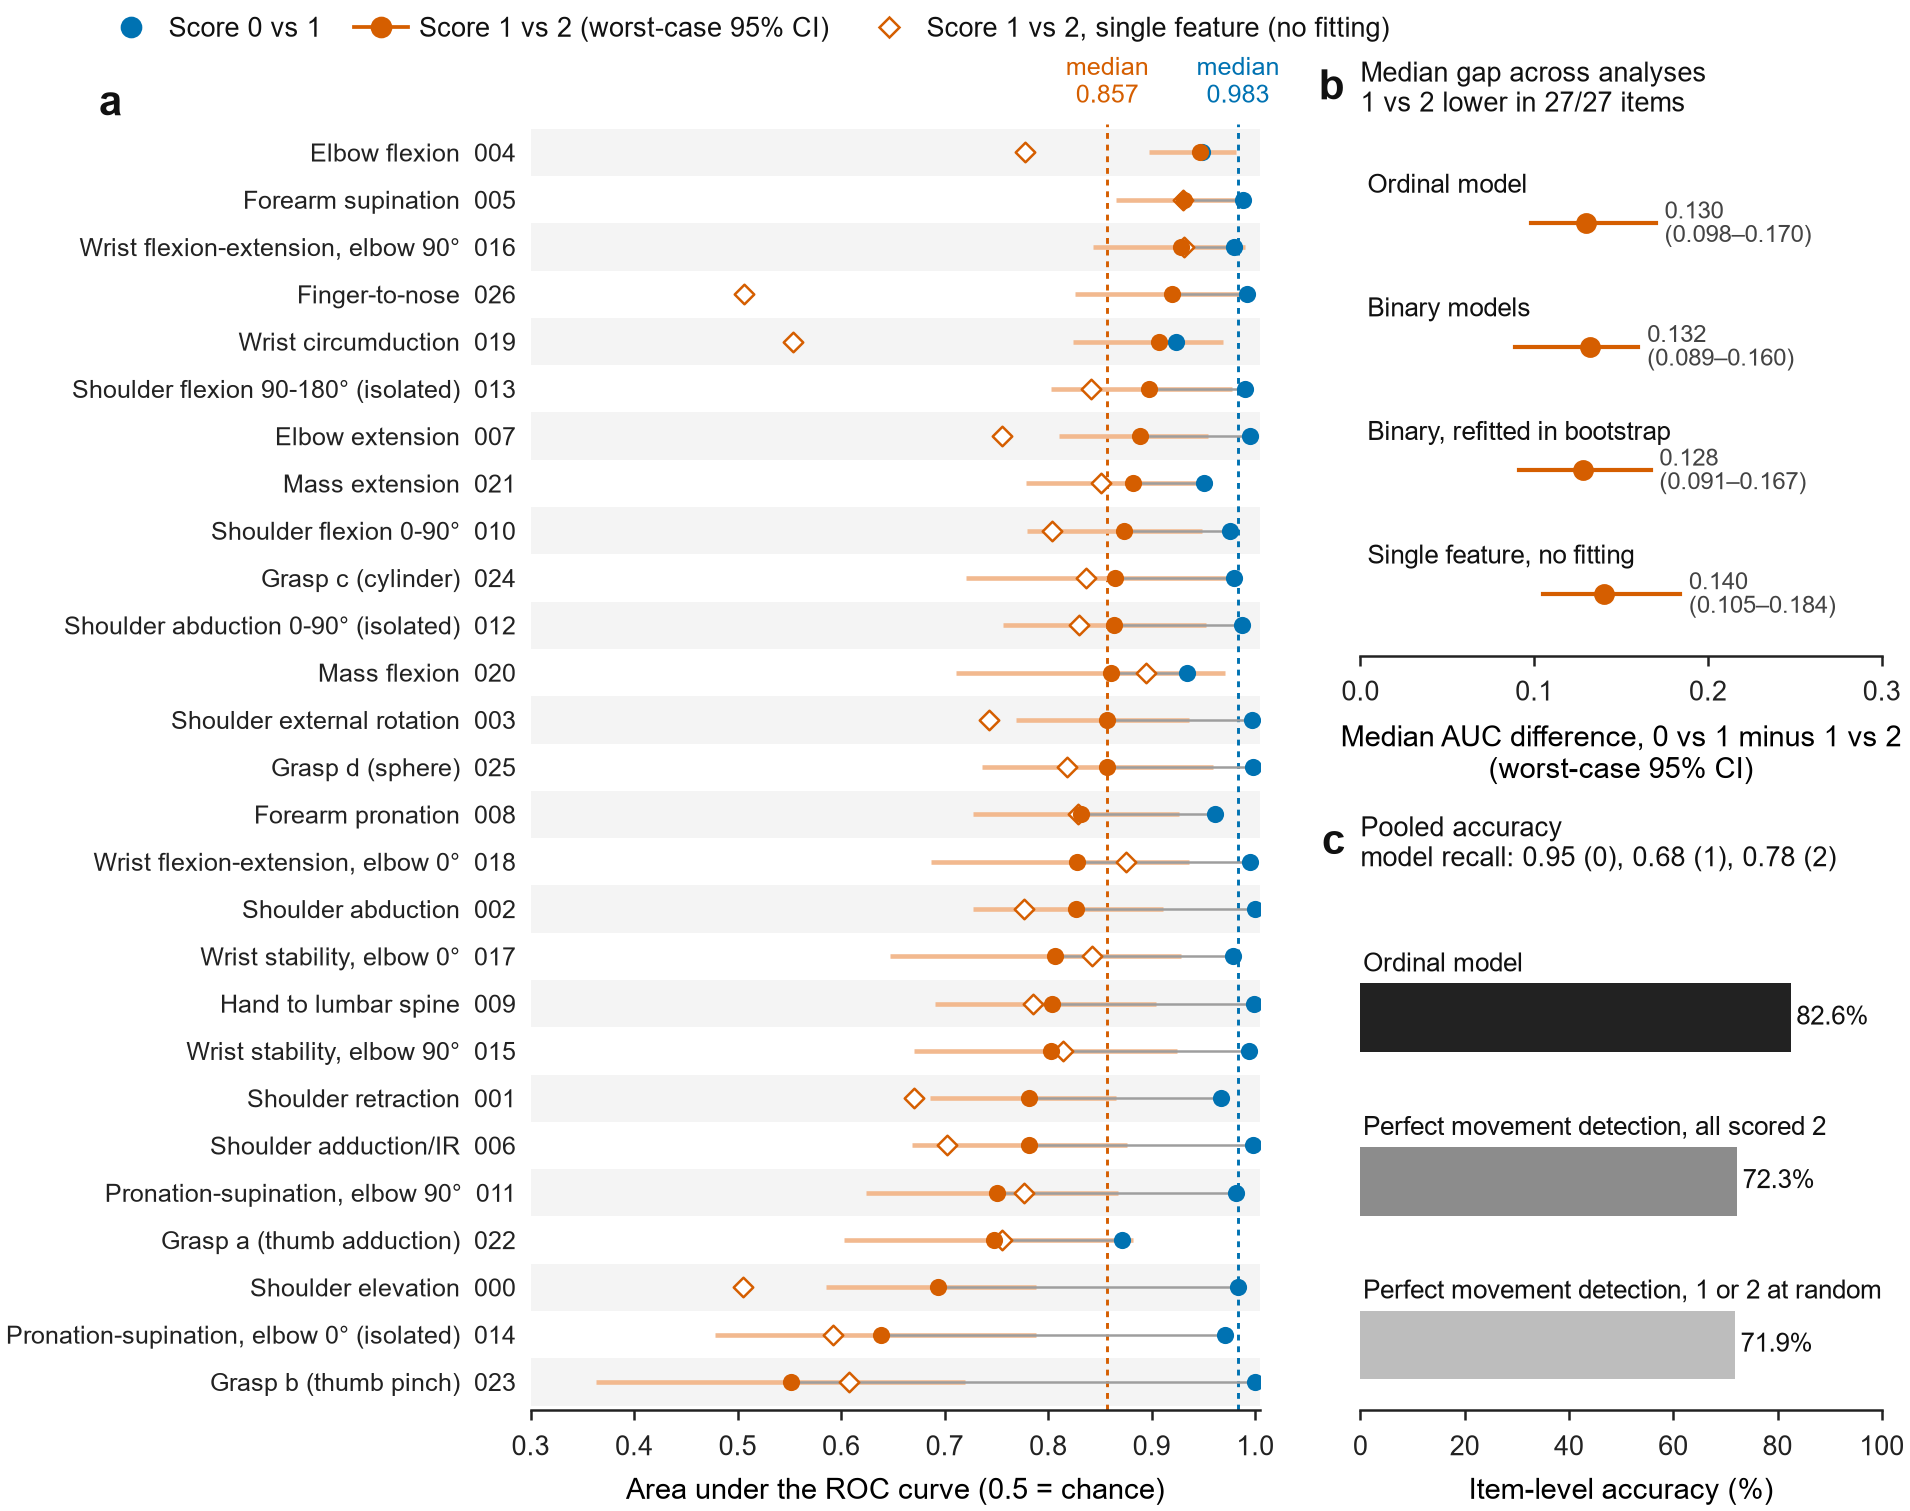 Score 0 vs 1
Score 1 vs 2 (worst-case 95% CI)
Score 1 vs 2, single feature (no fitting)
a
median
0.857
median
0.983
Elbow flexion 004
Forearm supination 005
Wrist flexion-extension, elbow 90° 016
Finger-to-nose 026
Wrist circumduction 019
Shoulder flexion 90-180° (isolated) 013
Elbow extension 007
Mass extension 021
Shoulder flexion 0-90° 010
Grasp c (cylinder) 024
Shoulder abduction 0-90° (isolated) 012
Mass flexion 020
Shoulder external rotation 003
Grasp d (sphere) 025
Forearm pronation 008
Wrist flexion-extension, elbow 0° 018
Shoulder abduction 002
Wrist stability, elbow 0° 017
Hand to lumbar spine 009
Wrist stability, elbow 90° 015
Shoulder retraction 001
Shoulder adduction/IR 006
Pronation-supination, elbow 90° 011
Grasp a (thumb adduction) 022
Shoulder elevation 000
Pronation-supination, elbow 0° (isolated) 014
Grasp b (thumb pinch) 023
0.3 0.4 0.5 0.6 0.7 0.8 0.9 1.0
Area under the ROC curve (0.5 = chance)
b
Median gap across analyses
1 vs 2 lower in 27/27 items
Ordinal model
0.130
(0.098–0.170)
Binary models
0.132
(0.089–0.160)
Binary, refitted in bootstrap
0.128
(0.091–0.167)
Single feature, no fitting
0.140
(0.105–0.184)
0.0 0.1 0.2 0.3
Median AUC difference, 0 vs 1 minus 1 vs 2
(worst-case 95% CI)
c
Pooled accuracy
model recall: 0.95 (0), 0.68 (1), 0.78 (2)
Ordinal model
82.6%
Perfect movement detection, all scored 2
72.3%
Perfect movement detection, 1 or 2 at random
71.9%
0 20 40 60 80 100
Item-level accuracy (%)